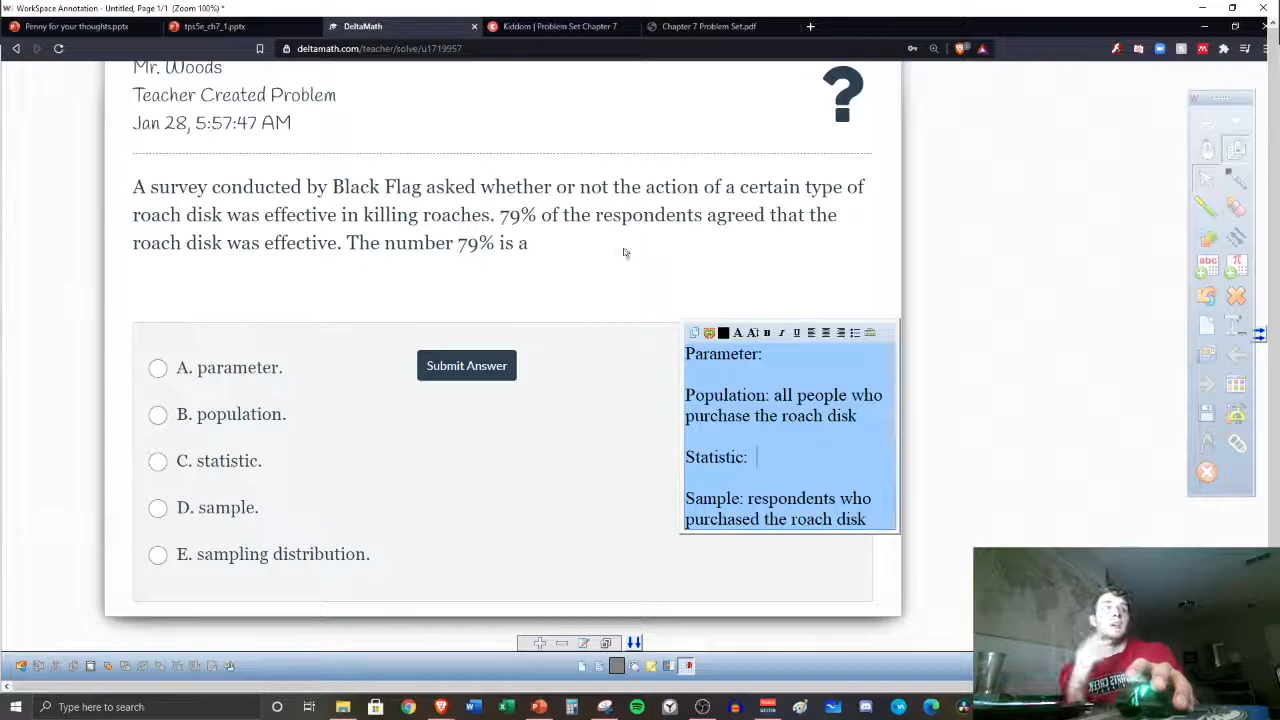 WorkSpace Annotation - Untitled, Page 1/1 (Zoom 100%) *
Penny for your thoughts.pptx
tps5e_ch7_1.pptx
DeltaMath
Kiddom | Problem Set Chapter 7
Chapter 7 Problem Set.pdf
deltamath.com/teacher/solve/u1719957
Mr. Woods
Teacher Created Problem
Jan 28, 5:57:47 AM
A survey conducted by Black Flag asked whether or not the action of a certain type of
roach disk was effective in killing roaches. 79% of the respondents agreed that the
roach disk was effective. The number 79% is a
A. parameter.
B. population.
C. statistic.
D. sample.
E. sampling distribution.
Submit Answer
Parameter:
Population: all people who
purchase the roach disk
Statistic:
Sample: respondents who
purchased the roach disk
abc
π
Type here to search